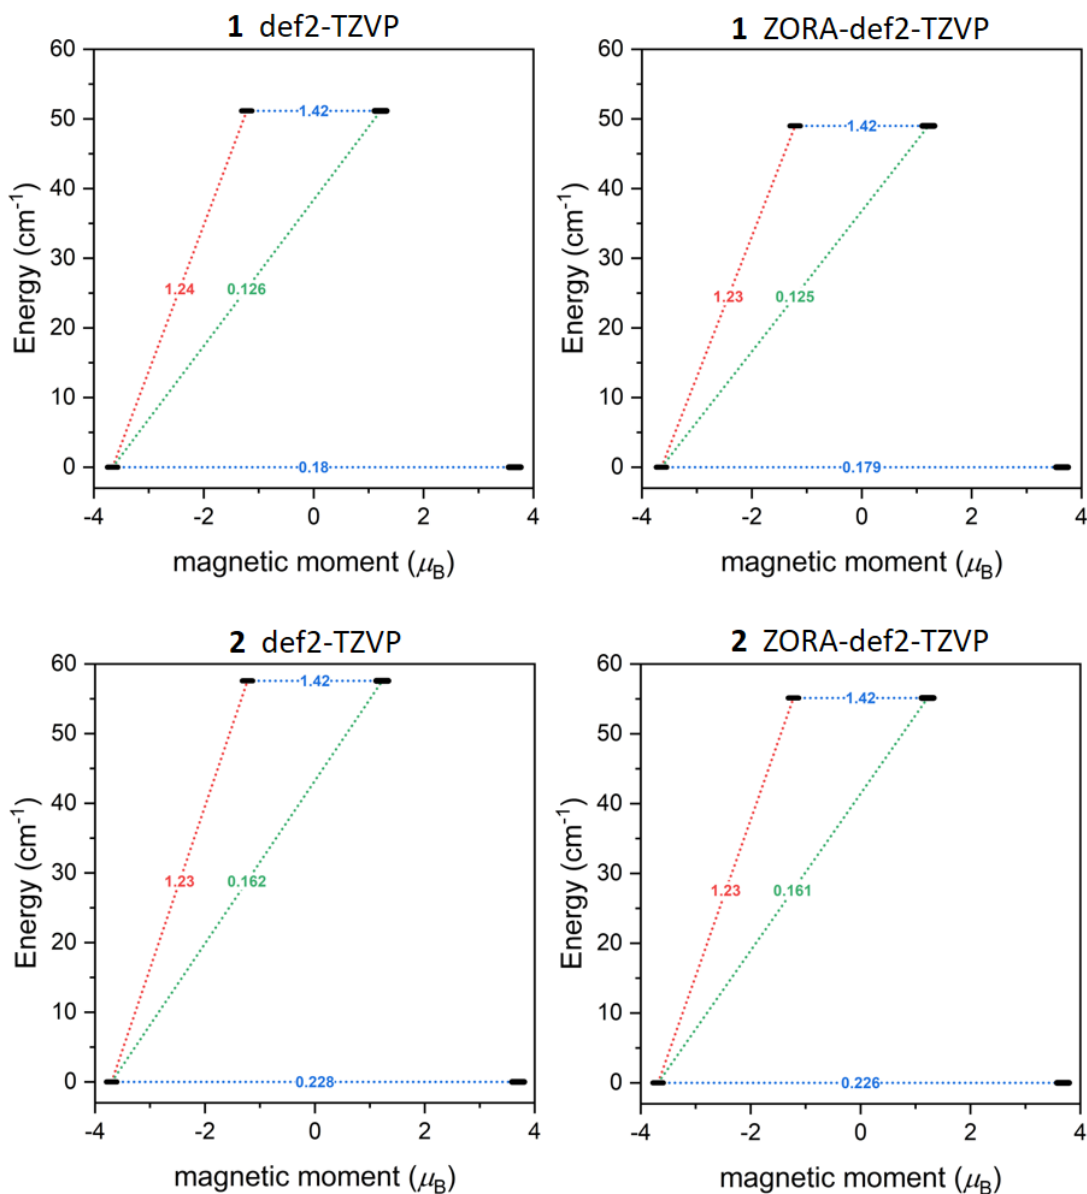 1 def2-TZVP
60
50
40
30
20
10
0
Energy (cm-1)
1.42
1.24
0.126
0.18
-4 -2 0 2 4
magnetic moment (μB)
1 ZORA-def2-TZVP
60
50
40
30
20
10
0
Energy (cm-1)
1.42
1.23
0.125
0.179
-4 -2 0 2 4
magnetic moment (μB)
2 def2-TZVP
60
50
40
30
20
10
0
Energy (cm-1)
1.42
1.23
0.162
0.228
-4 -2 0 2 4
magnetic moment (μB)
2 ZORA-def2-TZVP
60
50
40
30
20
10
0
Energy (cm-1)
1.42
1.23
0.161
0.226
-4 -2 0 2 4
magnetic moment (μB)